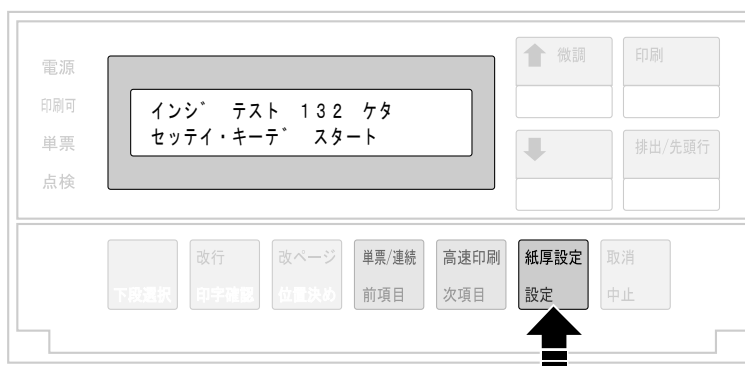 電源
印刷可
単票
点検
インジ テスト 132 ケタ
セッテイ・キーデ スタート
微調
印刷
排出/先頭行
下段選択
改行
印字確認
改ページ
位置決め
単票/連続
前項目
高速印刷
次項目
紙厚設定
設定
取消
中止